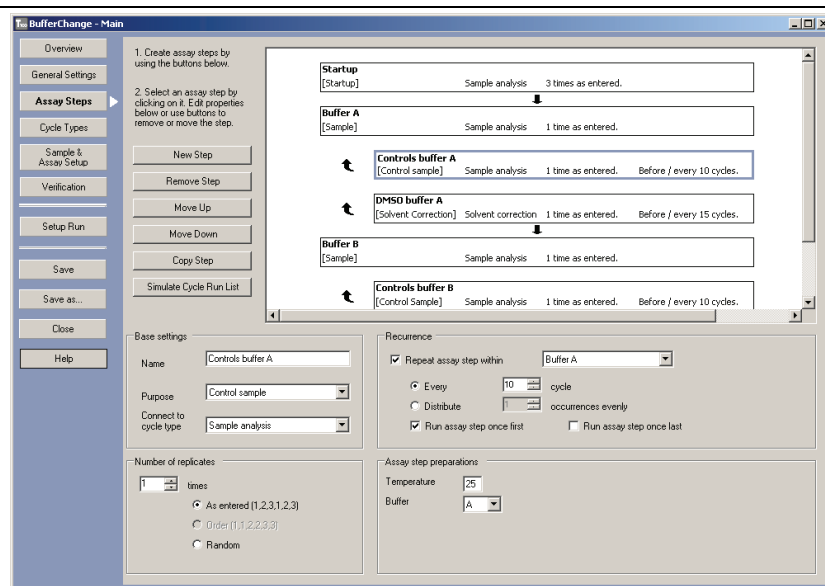 T100 BufferChange - Main
Overview
General Settings
Assay Steps
Cycle Types
Sample &
Assay Setup
Verification
Setup Run
Save
Save as...
Close
Help
1. Create assay steps by
using the buttons below.
2. Select an assay step by
clicking on it. Edit properties
below or use buttons to
remove or move the step.
New Step
Remove Step
Move Up
Move Down
Copy Step
Simulate Cycle Run List
Startup
[Startup] Sample analysis 3 times as entered.
Buffer A
[Sample] Sample analysis 1 time as entered.
Controls buffer A
[Control sample] Sample analysis 1 time as entered. Before / every 10 cycles.
DMSO buffer A
[Solvent Correction] Solvent correction 1 time as entered. Before / every 15 cycles.
Buffer B
[Sample] Sample analysis 1 time as entered.
Controls buffer B
[Control Sample] Sample analysis 1 time as entered. Before / every 10 cycles.
Base settings
Name Controls buffer A
Purpose Control sample
Connect to
cycle type Sample analysis
Recurrence
Repeat assay step within Buffer A
Every 10 cycle
Distribute 1 occurrences evenly
Run assay step once first Run assay step once last
Number of replicates
1 times
As entered (1,2,3,1,2,3)
Order (1,1,2,2,3,3)
Random
Assay step preparations
Temperature 25
Buffer A